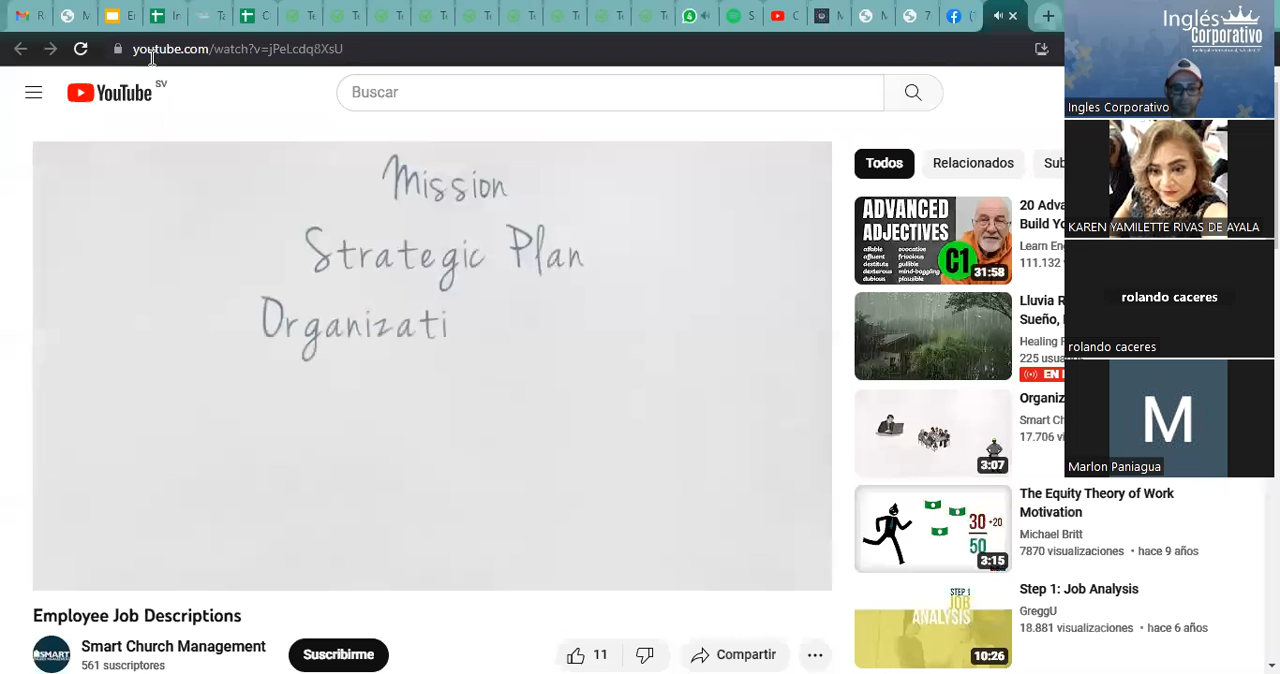 youtube.com/watch?v=jPeLcdq8XsU
YouTube SV
Buscar
Mission
Strategic Plan
Organizati
Employee Job Descriptions
Smart Church Management
561 suscriptores
Suscribirme
11
Compartir
Todos
Relacionados
Sub
ADVANCED
ADJECTIVES
C1
31:58
20 Adva
Build Yo
Learn En
111.132 v
Lluvia R
Sueño,
Healing
225 usua
EN
Organiz
Smart Ch
17.706 vi
3:07
The Equity Theory of Work
Motivation
Michael Britt
7870 visualizaciones • hace 9 años
30 +20
50
3:15
Step 1: Job Analysis
GreggU
18.881 visualizaciones • hace 6 años
STEP 1
JOB
ANALYSIS
10:26
Inglés
Corporativo
Ingles Corporativo
KAREN YAMILETTE RIVAS DE AYALA
rolando caceres
rolando caceres
M
Marlon Paniagua